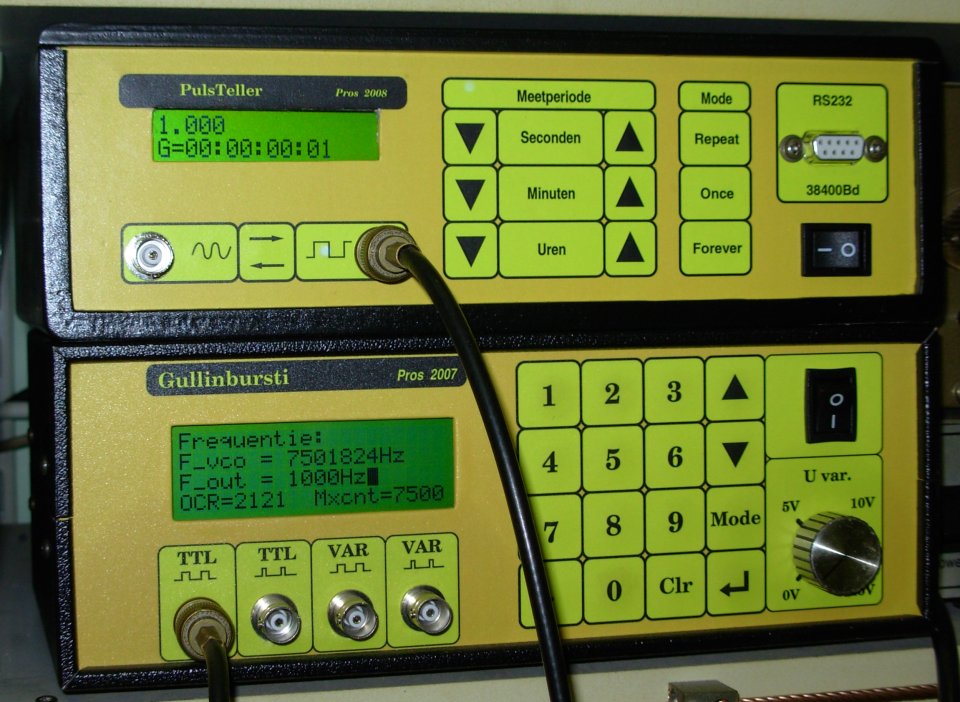 PulsTeller Pros 2008
1.000
G=00:00:00:01
Meetperiode
Seconden
Minuten
Uren
Mode
Repeat
Once
Forever
RS232
38400Bd
Gullinbursti Pros 2007
Frequentie:
F_vco = 7501824Hz
F_out = 1000Hz
OCR=2121 Mxcnt=7500
TTL TTL VAR VAR
1 2 3
4 5 6
7 8 9 Mode
0 Clr
U var.
5V 10V
0V